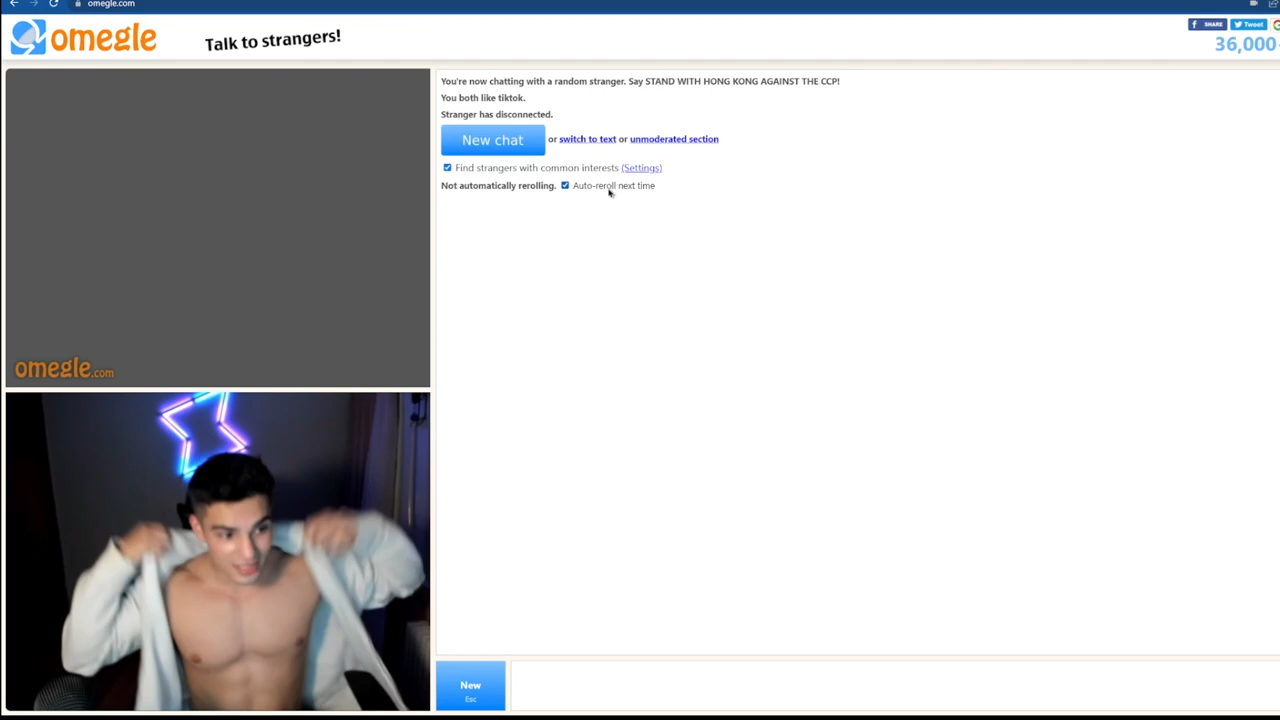 omegle.com
omegle
Talk to strangers!
SHARE
Tweet
36,000
You're now chatting with a random stranger. Say STAND WITH HONG KONG AGAINST THE CCP!
You both like tiktok.
Stranger has disconnected.
New chat or switch to text or unmoderated section
Find strangers with common interests (Settings)
Not automatically rerolling. Auto-reroll next time
omegle.com
New
Esc